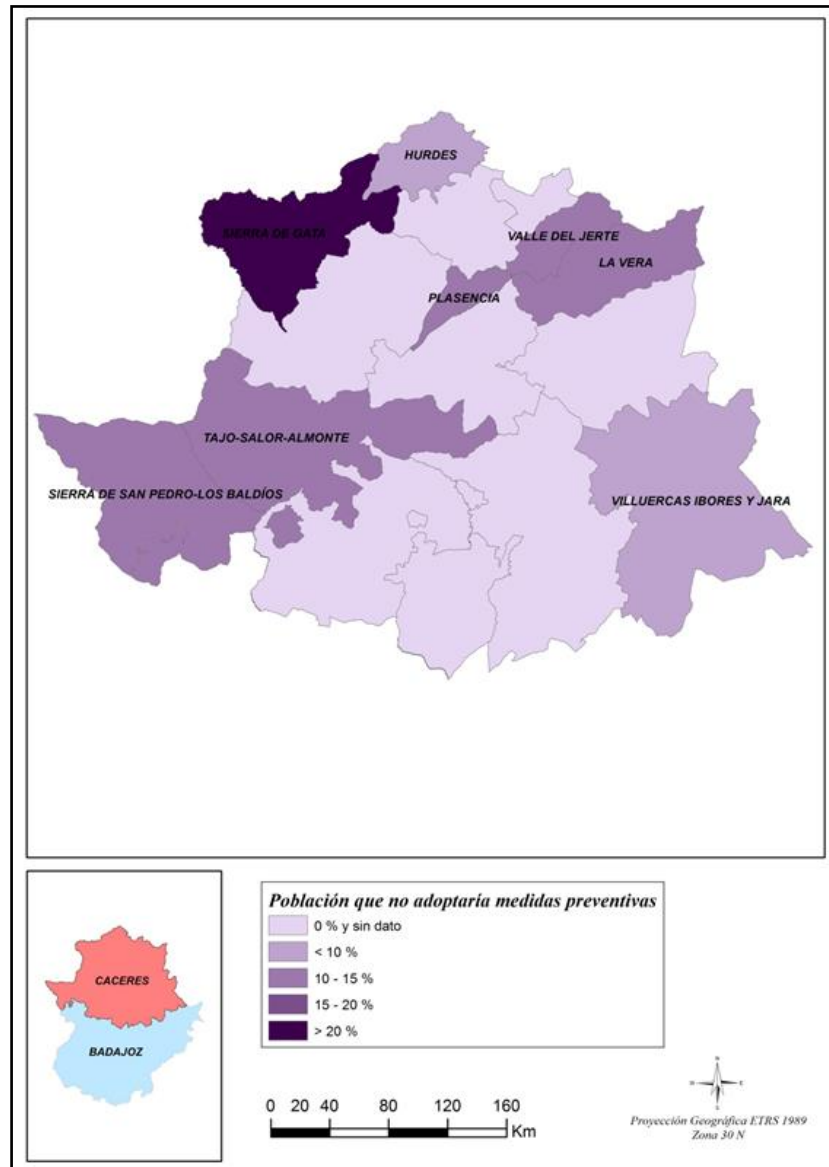 HURDES
SIERRA DE GATA
VALLE DEL JERTE
LA VERA
PLASENCIA
TAJO-SALOR-ALMONTE
SIERRA DE SAN PEDRO-LOS BALDÍOS
VILLUERCAS IBORES Y JARA
CACERES
BADAJOZ
Población que no adoptaría medidas preventivas
0 % y sin dato
< 10 %
10 - 15 %
15 - 20 %
> 20 %
0 20 40 80 120 160
Km
N
O E
S
Proyección Geográfica ETRS 1989
Zona 30 N